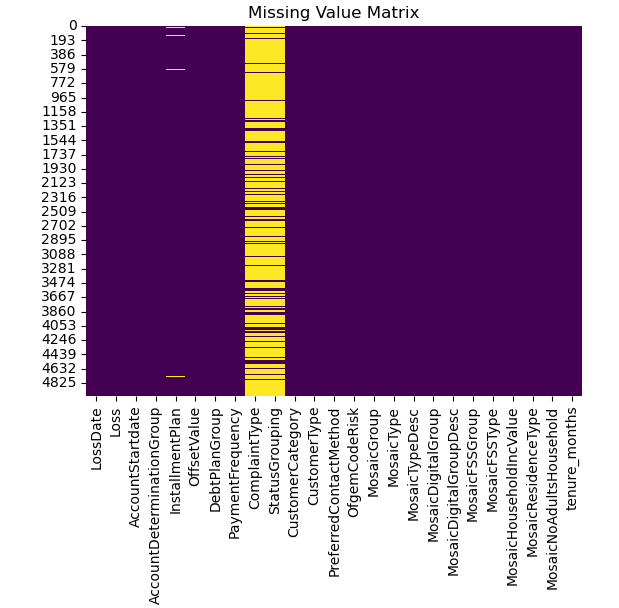 Missing Value Matrix
0
193
386
579
772
965
1158
1351
1544
1737
1930
2123
2316
2509
2702
2895
3088
3281
3474
3667
3860
4053
4246
4439
4632
4825
LossDate
Loss
AccountStartdate
AccountDeterminationGroup
InstallmentPlan
OffsetValue
DebtPlanGroup
PaymentFrequency
ComplaintType
StatusGrouping
CustomerCategory
CustomerType
PreferredContactMethod
OfgemCodeRisk
MosaicGroup
MosaicType
MosaicTypeDesc
MosaicDigitalGroup
MosaicDigitalGroupDesc
MosaicFSSGroup
MosaicFSSType
MosaicHouseholdIncValue
MosaicResidenceType
MosaicNoAdultsHousehold
tenure_months